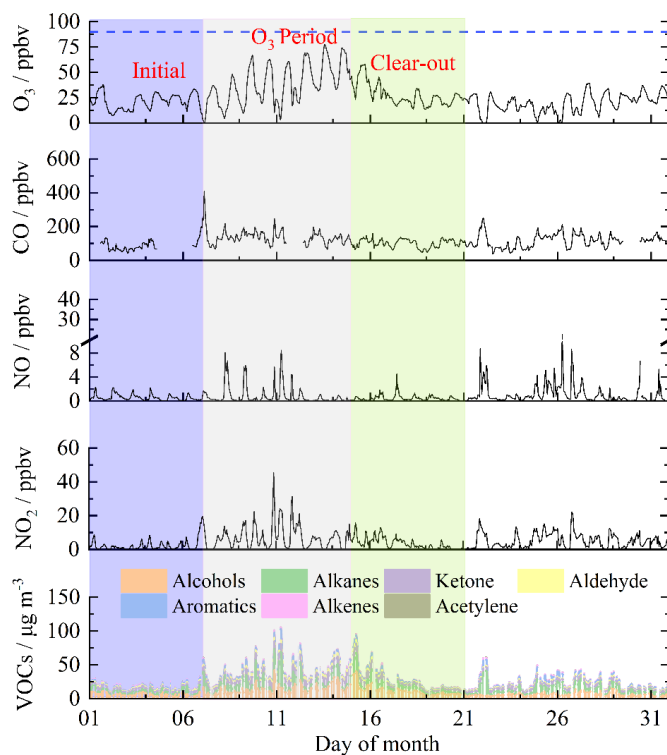 O₃ / ppbv
100
75
50
25
0
Initial
O₃ Period
Clear-out
CO / ppbv
600
400
200
0
NO / ppbv
40
30
8
4
0
NO₂ / ppbv
60
40
20
0
VOCs / μg m⁻³
150
100
50
0
Alcohols Alkanes Ketone Aldehyde
Aromatics Alkenes Acetylene
01 06 11 16 21 26 31
Day of month